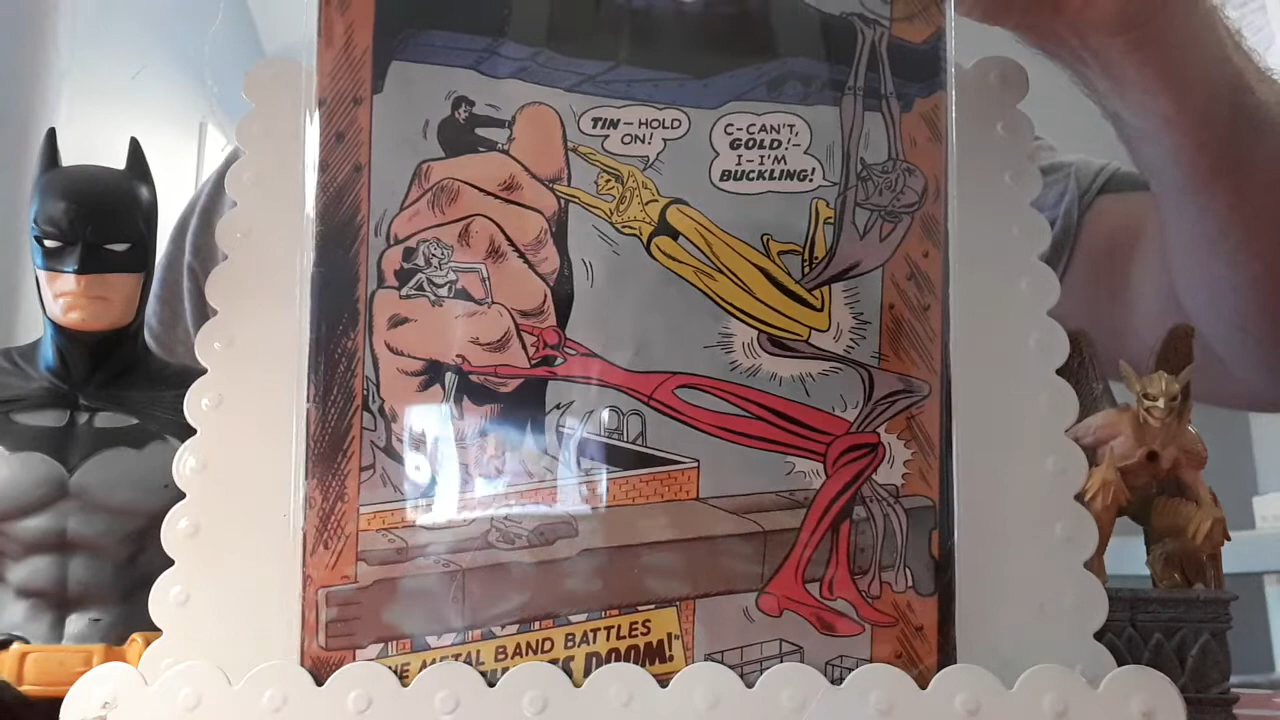 TIN — HOLD
ON!
C-CAN'T,
GOLD!-
I-I'M
BUCKLING!
METAL BAND BATTLES
DOOM!"